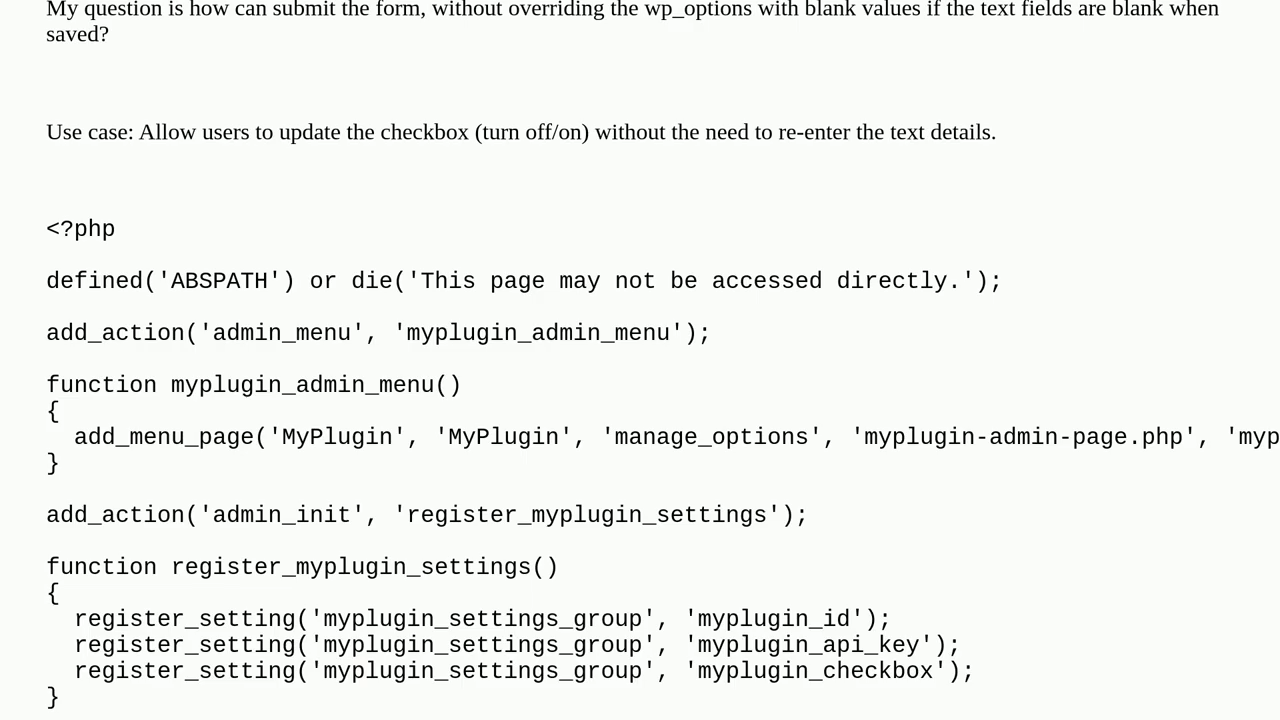 My question is how can submit the form, without overriding the wp_options with blank values if the text fields are blank when
saved?
Use case: Allow users to update the checkbox (turn off/on) without the need to re-enter the text details.
<?php
defined('ABSPATH') or die('This page may not be accessed directly.');
add_action('admin_menu', 'myplugin_admin_menu');
function myplugin_admin_menu()
{
  add_menu_page('MyPlugin', 'MyPlugin', 'manage_options', 'myplugin-admin-page.php', 'myp
}
add_action('admin_init', 'register_myplugin_settings');
function register_myplugin_settings()
{
  register_setting('myplugin_settings_group', 'myplugin_id');
  register_setting('myplugin_settings_group', 'myplugin_api_key');
  register_setting('myplugin_settings_group', 'myplugin_checkbox');
}